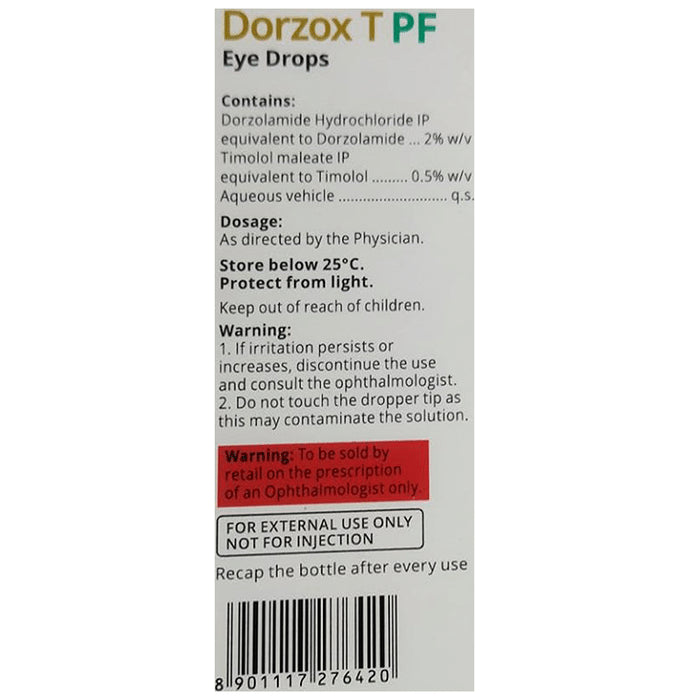 Dorzox T PF
Eye Drops
Contains:
Dorzolamide Hydrochloride IP
equivalent to Dorzolamide ... 2% w/v
Timolol maleate IP
equivalent to Timolol ......... 0.5% w/v
Aqueous vehicle ........................... q.s.
Dosage:
As directed by the Physician.
Store below 25°C.
Protect from light.
Keep out of reach of children.
Warning:
1. If irritation persists or
increases, discontinue the use
and consult the ophthalmologist.
2. Do not touch the dropper tip as
this may contaminate the solution.
Warning: To be sold by
retail on the prescription
of an Ophthalmologist only.
FOR EXTERNAL USE ONLY
NOT FOR INJECTION
Recap the bottle after every use
8 901117 276420